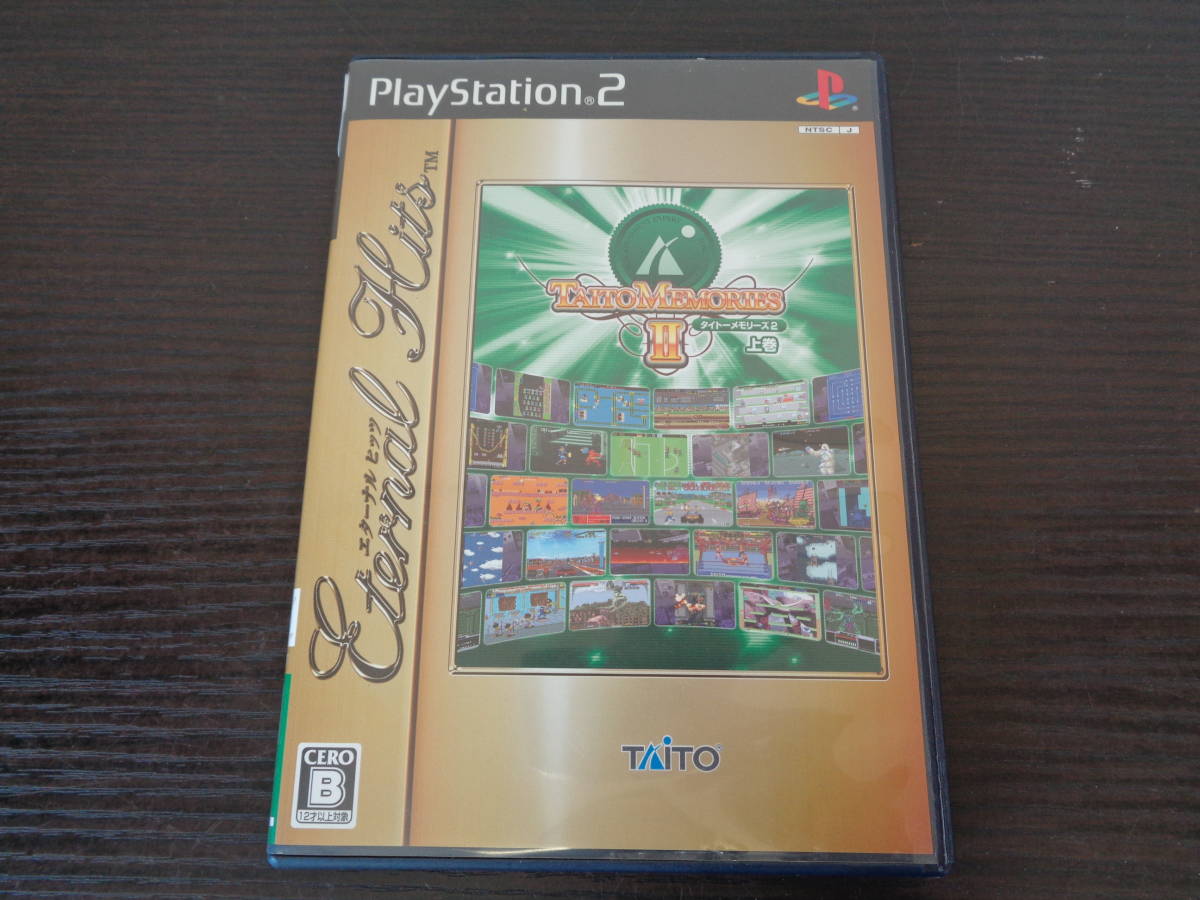 PlayStation®2
NTSC J
Eternal Hits™
エターナル ヒッツ
TAITO MEMORIES
II
タイトーメモリーズ2
上巻
TAITO
CERO
B
12才以上対象